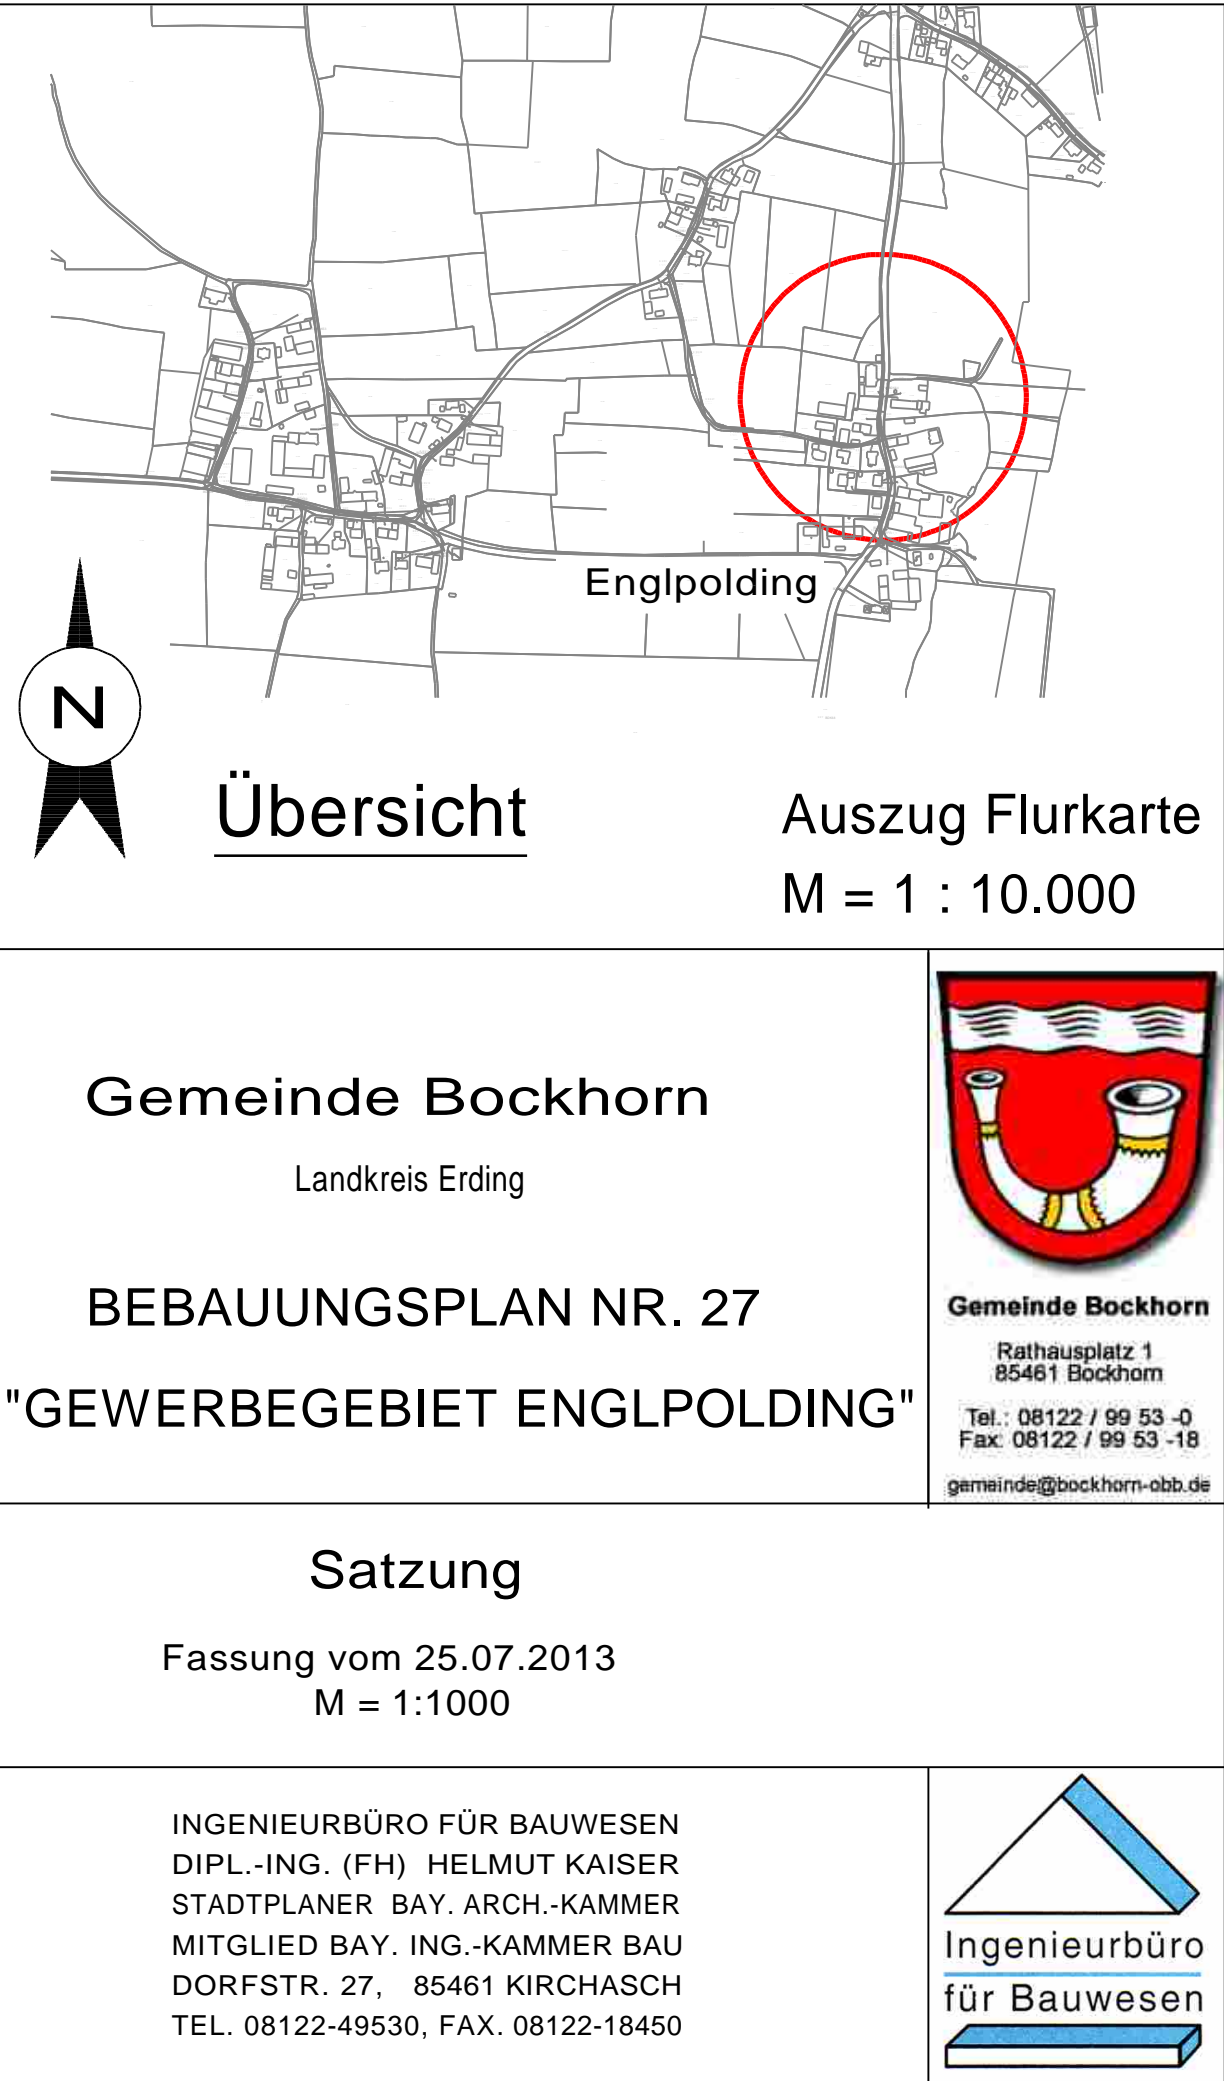 Englpolding
N
Übersicht
Auszug Flurkarte
M = 1 : 10.000
Gemeinde Bockhorn
Landkreis Erding
BEBAUUNGSPLAN NR. 27
"GEWERBEGEBIET ENGLPOLDING"
Gemeinde Bockhorn
Rathausplatz 1
85461 Bockhorn
Tel.: 08122 / 99 53 -0
Fax: 08122 / 99 53 -18
gemeinde@bockhorn-obb.de
Satzung
Fassung vom 25.07.2013
M = 1:1000
INGENIEURBÜRO FÜR BAUWESEN
DIPL.-ING. (FH) HELMUT KAISER
STADTPLANER BAY. ARCH.-KAMMER
MITGLIED BAY. ING.-KAMMER BAU
DORFSTR. 27, 85461 KIRCHASCH
TEL. 08122-49530, FAX. 08122-18450
Ingenieurbüro
für Bauwesen